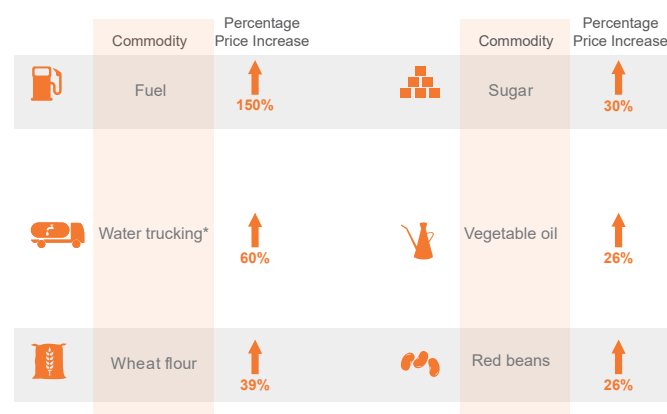 Percentage
Commodity Price Increase
Fuel
150%
Water trucking*
60%
Wheat flour
39%
Percentage
Commodity Price Increase
Sugar
30%
Vegetable oil
26%
Red beans
26%